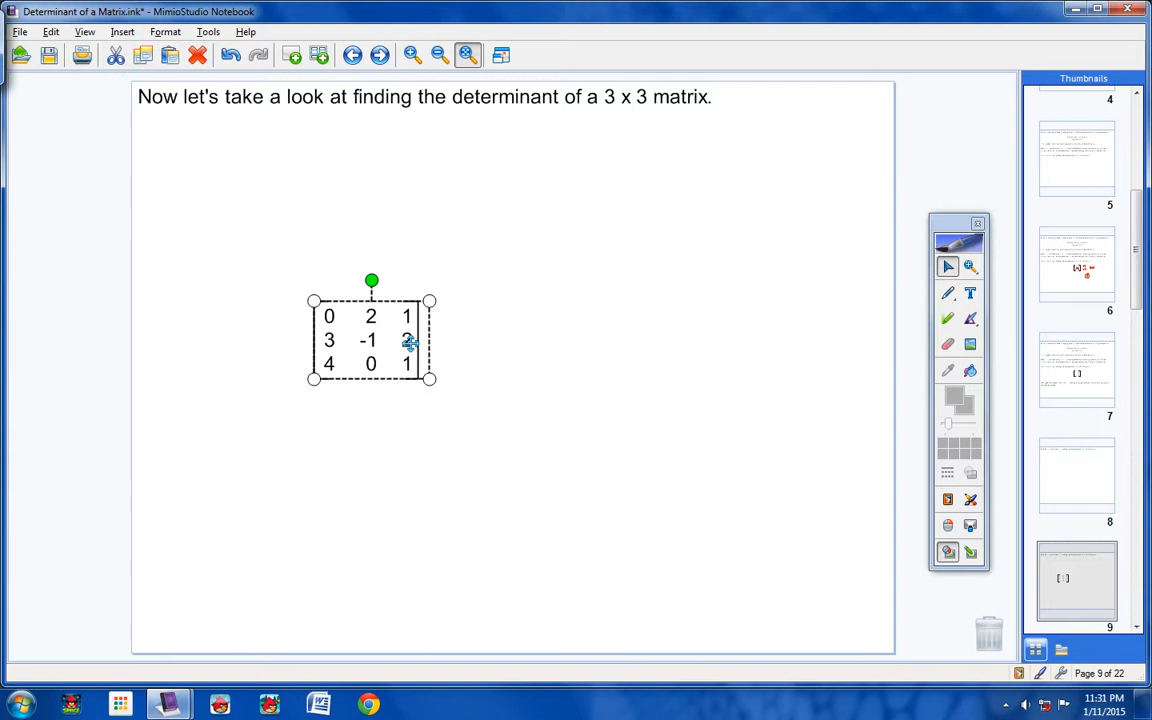 Determinant of a Matrix.ink* - MimioStudio Notebook
File Edit View Insert Format Tools Help
Now let's take a look at finding the determinant of a 3 x 3 matrix.
0 2 1
3 -1
4 0 1
Thumbnails
4
5
6
7
8
9
T
Page 9 of 22
11:31 PM
1/11/2015